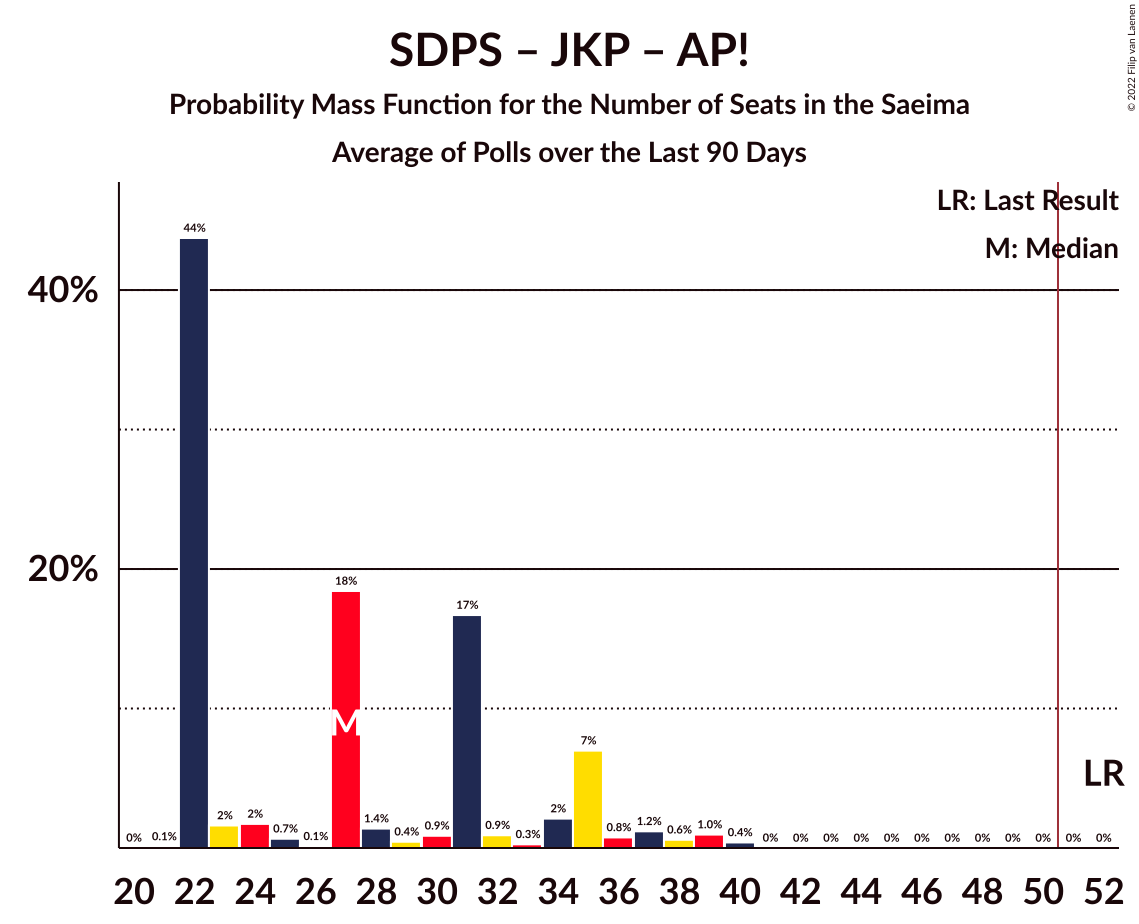 SDPS – JKP – AP!
Probability Mass Function for the Number of Seats in the Saeima
Average of Polls over the Last 90 Days
© 2022 Filip van Laenen
LR: Last Result
M: Median
40%
20%
0% 0.1% 44% 2% 2% 0.7% 0.1% 18% 1.4% 0.4% 0.9% 17% 0.9% 0.3% 2% 7% 0.8% 1.2% 0.6% 1.0% 0.4% 0% 0% 0% 0% 0% 0% 0% 0% 0% 0% 0% 0%
M
LR
20 22 24 26 28 30 32 34 36 38 40 42 44 46 48 50 52